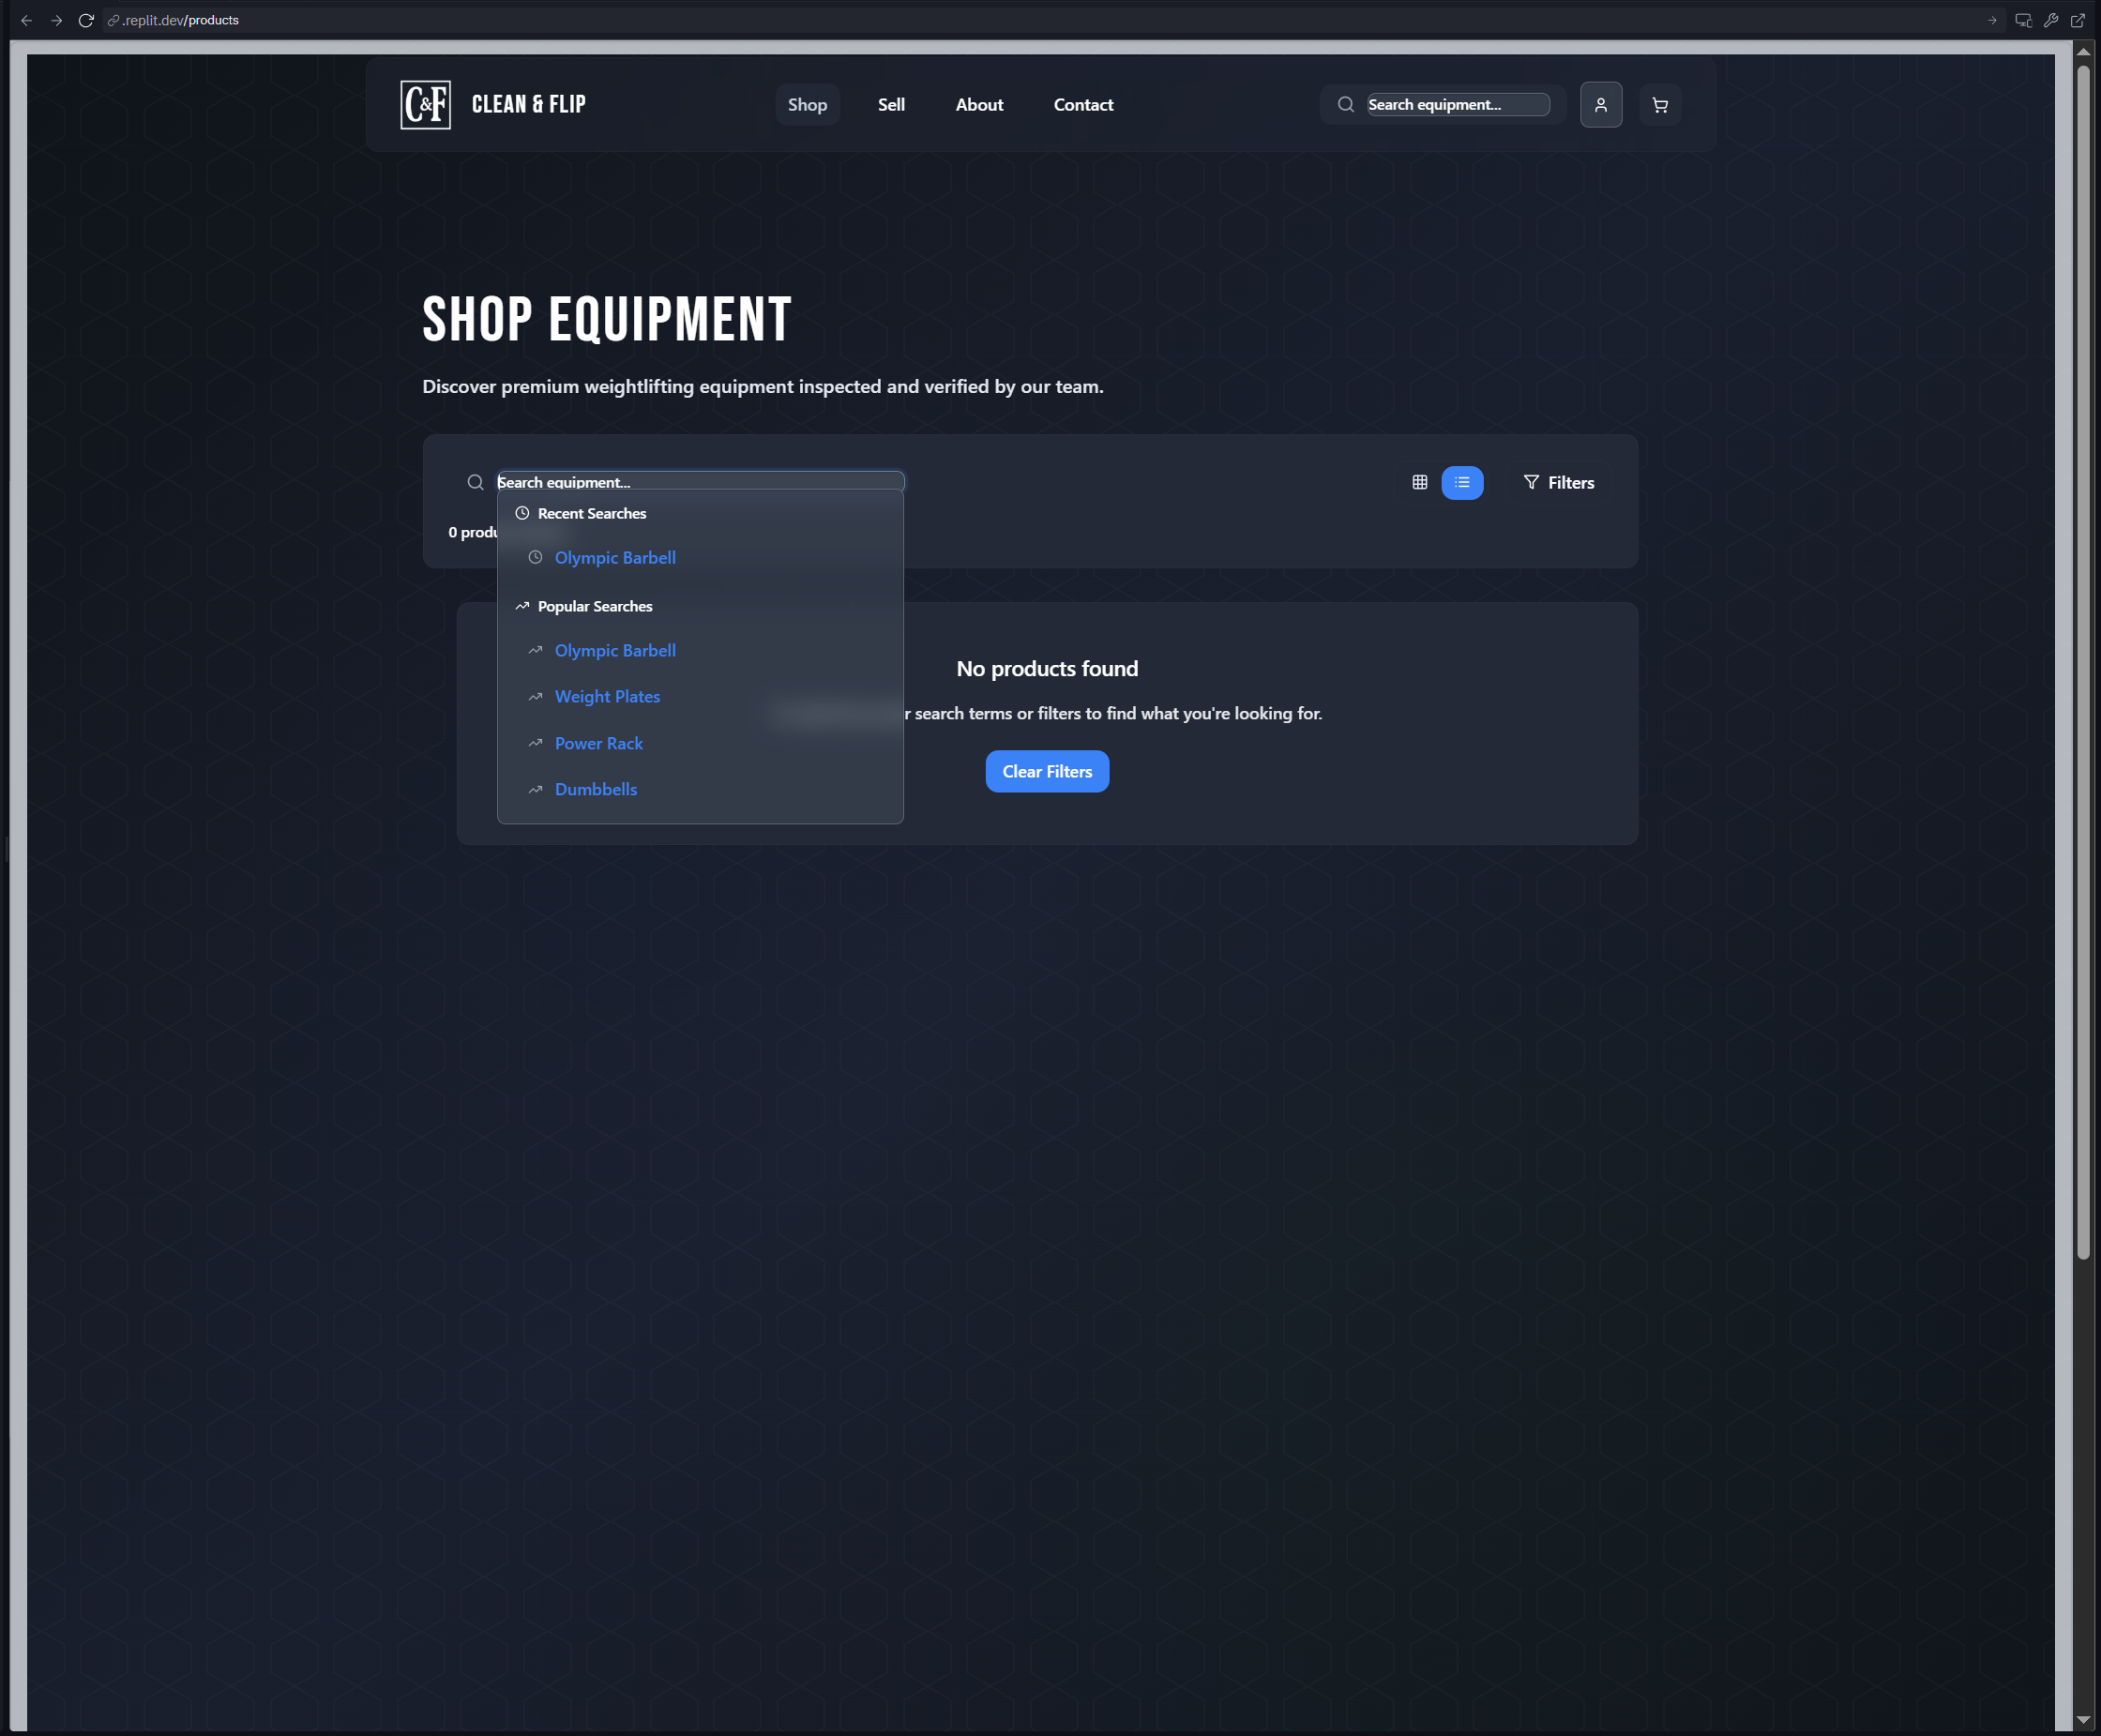 .replit.dev/products
C&F
CLEAN & FLIP
Shop
Sell
About
Contact
Search equipment...
SHOP EQUIPMENT
Discover premium weightlifting equipment inspected and verified by our team.
Search equipment...
Filters
0 produ
Recent Searches
Olympic Barbell
Popular Searches
Olympic Barbell
Weight Plates
Power Rack
Dumbbells
No products found
r search terms or filters to find what you're looking for.
Clear Filters